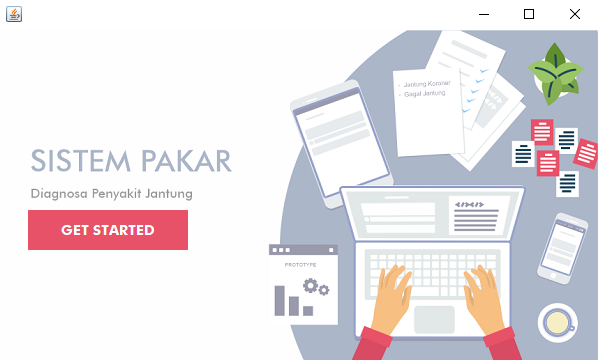 SISTEM PAKAR
Diagnosa Penyakit Jantung
GET STARTED
- Jantung Koroner
- Gagal Jantung
</>
PROTOTYPE
</>